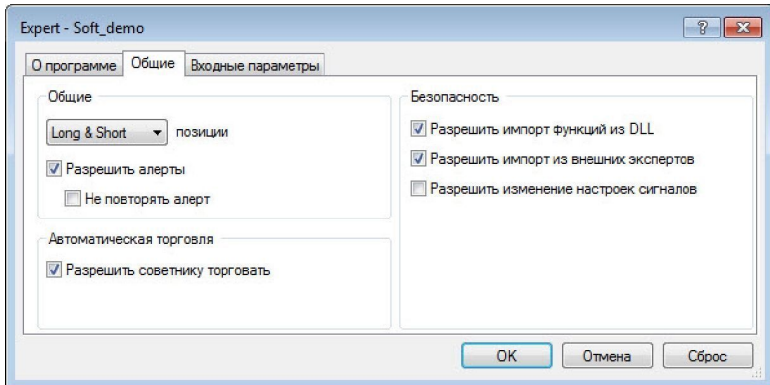 Expert - Soft_demo
О программе Общие Входные параметры
Общие
Long & Short позиции
Разрешить алерты
Не повторять алерт
Автоматическая торговля
Разрешить советнику торговать
Безопасность
Разрешить импорт функций из DLL
Разрешить импорт из внешних экспертов
Разрешить изменение настроек сигналов
OK Отмена Сброс